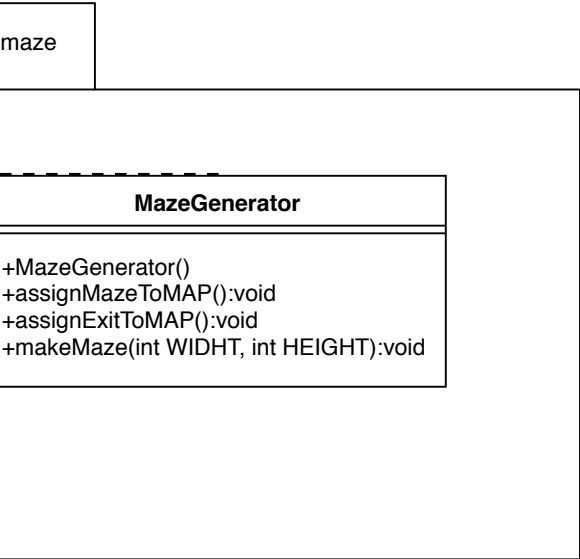 maze
MazeGenerator
+MazeGenerator()
+assignMazeToMAP():void
+assignExitToMAP():void
+makeMaze(int WIDHT, int HEIGHT):void